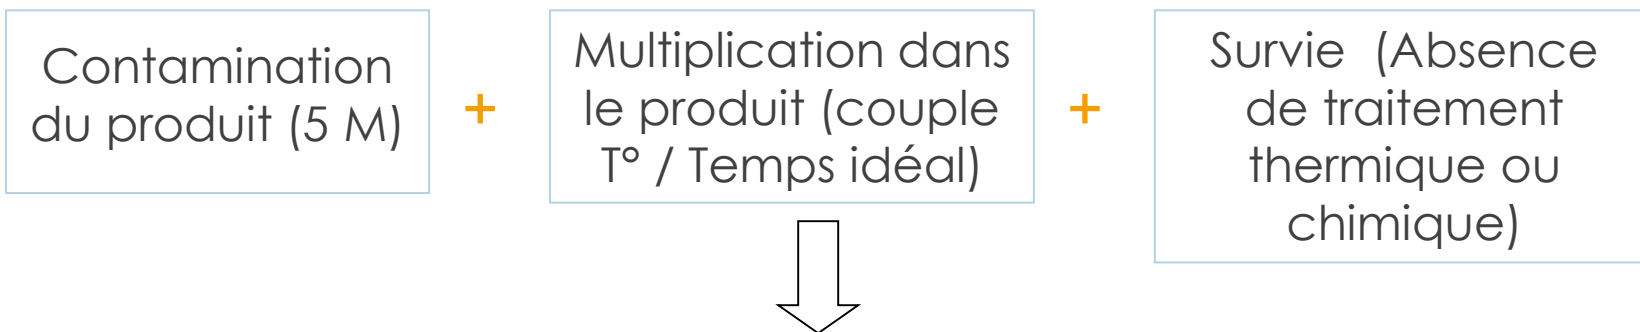 Contamination
du produit (5 M)
+
Multiplication dans
le produit (couple
T° / Temps idéal)
+
Survie (Absence
de traitement
thermique ou
chimique)